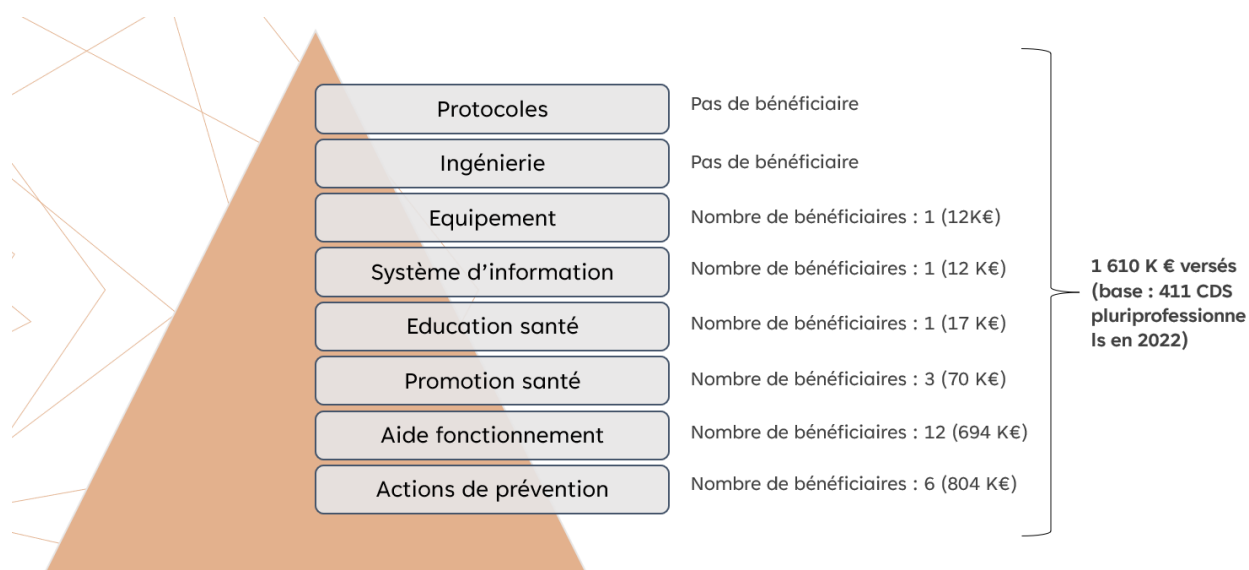 Protocoles
Pas de bénéficiaire
Ingénierie
Pas de bénéficiaire
Equipement
Nombre de bénéficiaires : 1 (12K€)
Système d’information
Nombre de bénéficiaires : 1 (12 K€)
Education santé
Nombre de bénéficiaires : 1 (17 K€)
Promotion santé
Nombre de bénéficiaires : 3 (70 K€)
Aide fonctionnement
Nombre de bénéficiaires : 12 (694 K€)
Actions de prévention
Nombre de bénéficiaires : 6 (804 K€)
1 610 K € versés
(base : 411 CDS
pluriprofessionne
ls en 2022)